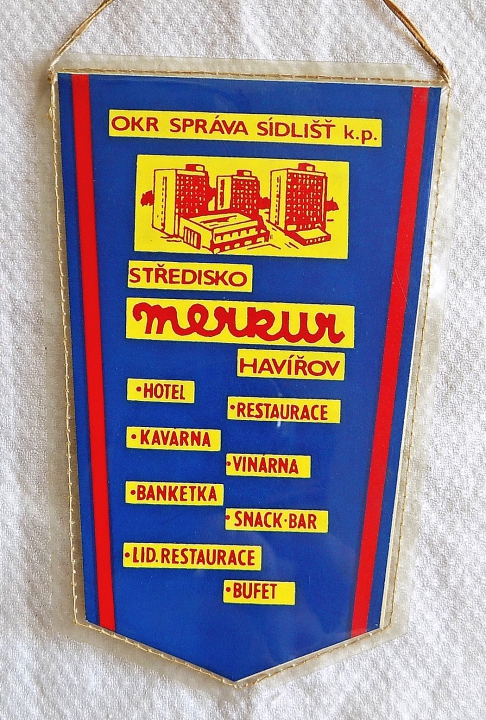 OKR SPRÁVA SÍDLIŠŤ k.p.
STŘEDISKO
merkur
HAVÍŘOV
•HOTEL
•RESTAURACE
•KAVÁRNA
•VINÁRNA
•BANKETKA
•SNACK-BAR
•LID.RESTAURACE
•BUFET